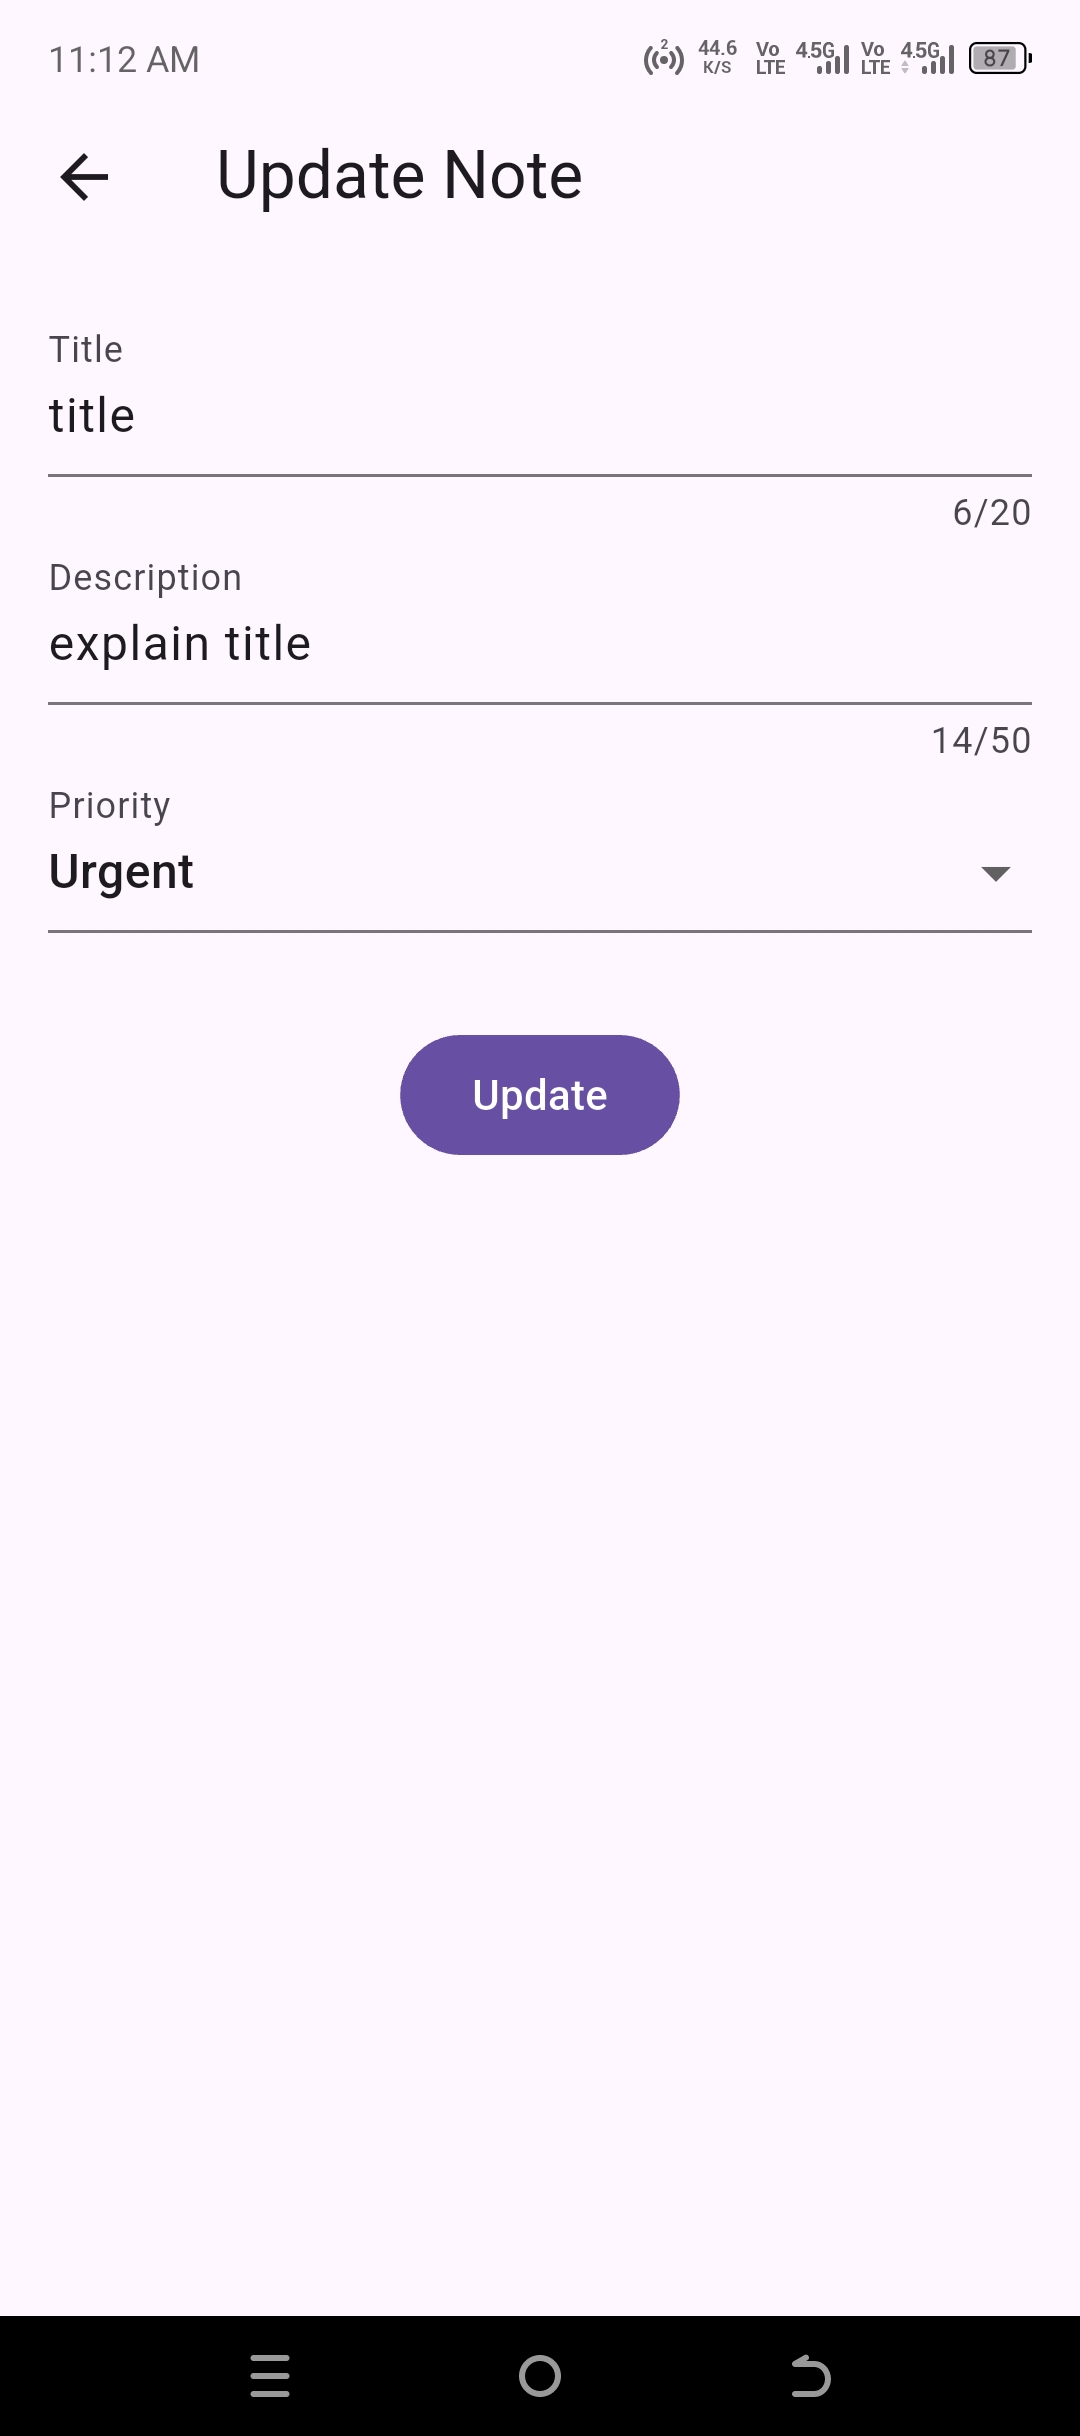 11:12 AM 2 44.6 K/S Vo LTE 4.5G Vo LTE 4.5G 87
Update Note
Title
title
6/20
Description
explain title
14/50
Priority
Urgent
Update